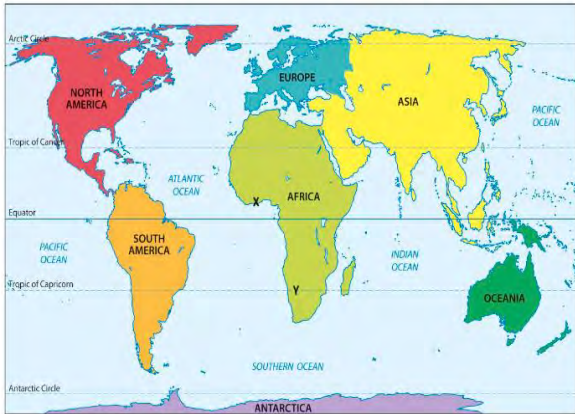 Arctic Circle
EUROPE
NORTH
AMERICA
ASIA
PACIFIC
OCEAN
Tropic of Cancer
ATLANTIC
OCEAN
AFRICA
X
Equator
SOUTH
AMERICA
PACIFIC
OCEAN
INDIAN
OCEAN
Tropic of Capricorn
Y
OCEANIA
SOUTHERN OCEAN
Antarctic Circle
ANTARCTICA